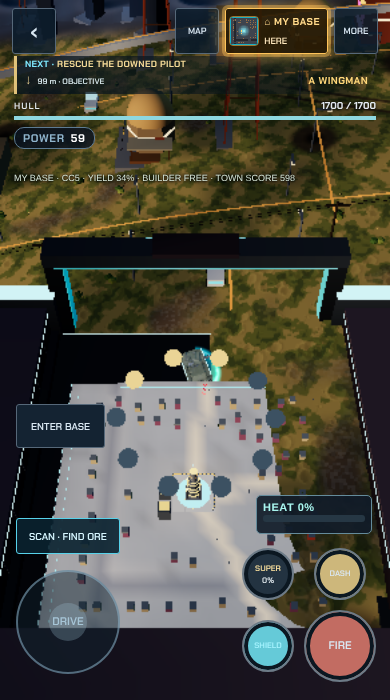 ‹
MAP
⌂ MY BASE
HERE
MORE
NEXT · RESCUE THE DOWNED PILOT
↓ 99 m · OBJECTIVE
A WINGMAN
HULL
1700 / 1700
POWER 59
MY BASE · CC5 · YIELD 34% · BUILDER FREE · TOWN SCORE 598
ENTER BASE
HEAT 0%
SCAN · FIND ORE
SUPER
0%
DASH
DRIVE
SHIELD
FIRE